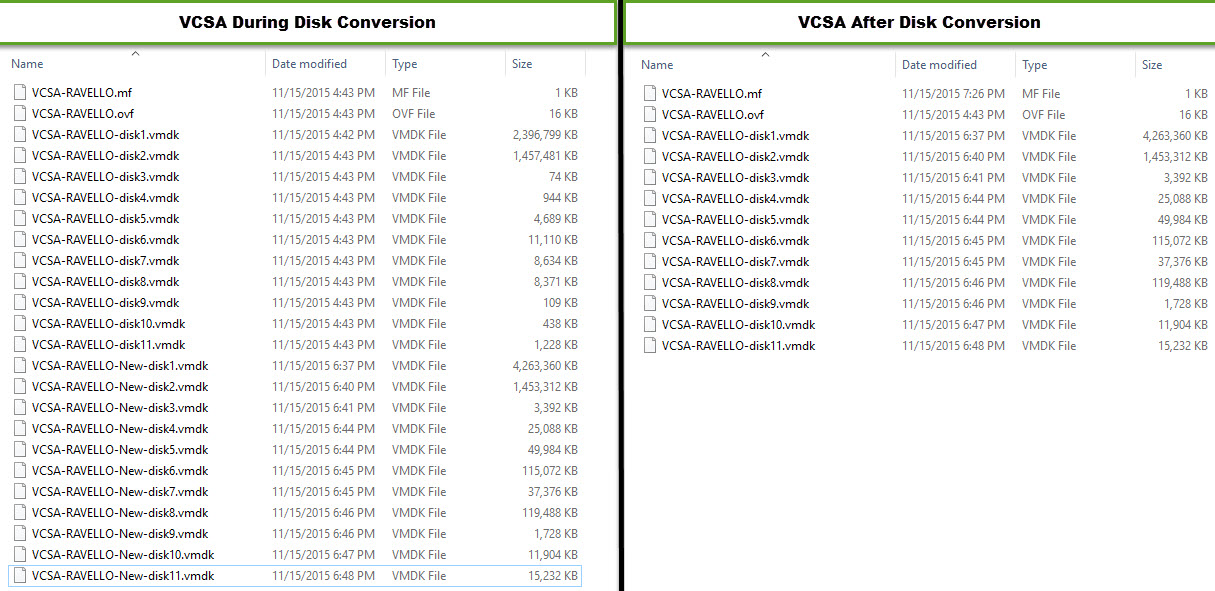 VCSA During Disk Conversion
Name Date modified Type Size
VCSA-RAVELLO.mf 11/15/2015 4:43 PM MF File 1 KB
VCSA-RAVELLO.ovf 11/15/2015 4:43 PM OVF File 16 KB
VCSA-RAVELLO-disk1.vmdk 11/15/2015 4:42 PM VMDK File 2,396,799 KB
VCSA-RAVELLO-disk2.vmdk 11/15/2015 4:43 PM VMDK File 1,457,481 KB
VCSA-RAVELLO-disk3.vmdk 11/15/2015 4:43 PM VMDK File 74 KB
VCSA-RAVELLO-disk4.vmdk 11/15/2015 4:43 PM VMDK File 944 KB
VCSA-RAVELLO-disk5.vmdk 11/15/2015 4:43 PM VMDK File 4,689 KB
VCSA-RAVELLO-disk6.vmdk 11/15/2015 4:43 PM VMDK File 11,110 KB
VCSA-RAVELLO-disk7.vmdk 11/15/2015 4:43 PM VMDK File 8,634 KB
VCSA-RAVELLO-disk8.vmdk 11/15/2015 4:43 PM VMDK File 8,371 KB
VCSA-RAVELLO-disk9.vmdk 11/15/2015 4:43 PM VMDK File 109 KB
VCSA-RAVELLO-disk10.vmdk 11/15/2015 4:43 PM VMDK File 438 KB
VCSA-RAVELLO-disk11.vmdk 11/15/2015 4:43 PM VMDK File 1,228 KB
VCSA-RAVELLO-New-disk1.vmdk 11/15/2015 6:37 PM VMDK File 4,263,360 KB
VCSA-RAVELLO-New-disk2.vmdk 11/15/2015 6:40 PM VMDK File 1,453,312 KB
VCSA-RAVELLO-New-disk3.vmdk 11/15/2015 6:41 PM VMDK File 3,392 KB
VCSA-RAVELLO-New-disk4.vmdk 11/15/2015 6:44 PM VMDK File 25,088 KB
VCSA-RAVELLO-New-disk5.vmdk 11/15/2015 6:44 PM VMDK File 49,984 KB
VCSA-RAVELLO-New-disk6.vmdk 11/15/2015 6:45 PM VMDK File 115,072 KB
VCSA-RAVELLO-New-disk7.vmdk 11/15/2015 6:45 PM VMDK File 37,376 KB
VCSA-RAVELLO-New-disk8.vmdk 11/15/2015 6:46 PM VMDK File 119,488 KB
VCSA-RAVELLO-New-disk9.vmdk 11/15/2015 6:46 PM VMDK File 1,728 KB
VCSA-RAVELLO-New-disk10.vmdk 11/15/2015 6:47 PM VMDK File 11,904 KB
VCSA-RAVELLO-New-disk11.vmdk 11/15/2015 6:48 PM VMDK File 15,232 KB
VCSA After Disk Conversion
Name Date modified Type Size
VCSA-RAVELLO.mf 11/15/2015 7:26 PM MF File 1 KB
VCSA-RAVELLO.ovf 11/15/2015 4:43 PM OVF File 16 KB
VCSA-RAVELLO-disk1.vmdk 11/15/2015 6:37 PM VMDK File 4,263,360 KB
VCSA-RAVELLO-disk2.vmdk 11/15/2015 6:40 PM VMDK File 1,453,312 KB
VCSA-RAVELLO-disk3.vmdk 11/15/2015 6:41 PM VMDK File 3,392 KB
VCSA-RAVELLO-disk4.vmdk 11/15/2015 6:44 PM VMDK File 25,088 KB
VCSA-RAVELLO-disk5.vmdk 11/15/2015 6:44 PM VMDK File 49,984 KB
VCSA-RAVELLO-disk6.vmdk 11/15/2015 6:45 PM VMDK File 115,072 KB
VCSA-RAVELLO-disk7.vmdk 11/15/2015 6:45 PM VMDK File 37,376 KB
VCSA-RAVELLO-disk8.vmdk 11/15/2015 6:46 PM VMDK File 119,488 KB
VCSA-RAVELLO-disk9.vmdk 11/15/2015 6:46 PM VMDK File 1,728 KB
VCSA-RAVELLO-disk10.vmdk 11/15/2015 6:47 PM VMDK File 11,904 KB
VCSA-RAVELLO-disk11.vmdk 11/15/2015 6:48 PM VMDK File 15,232 KB